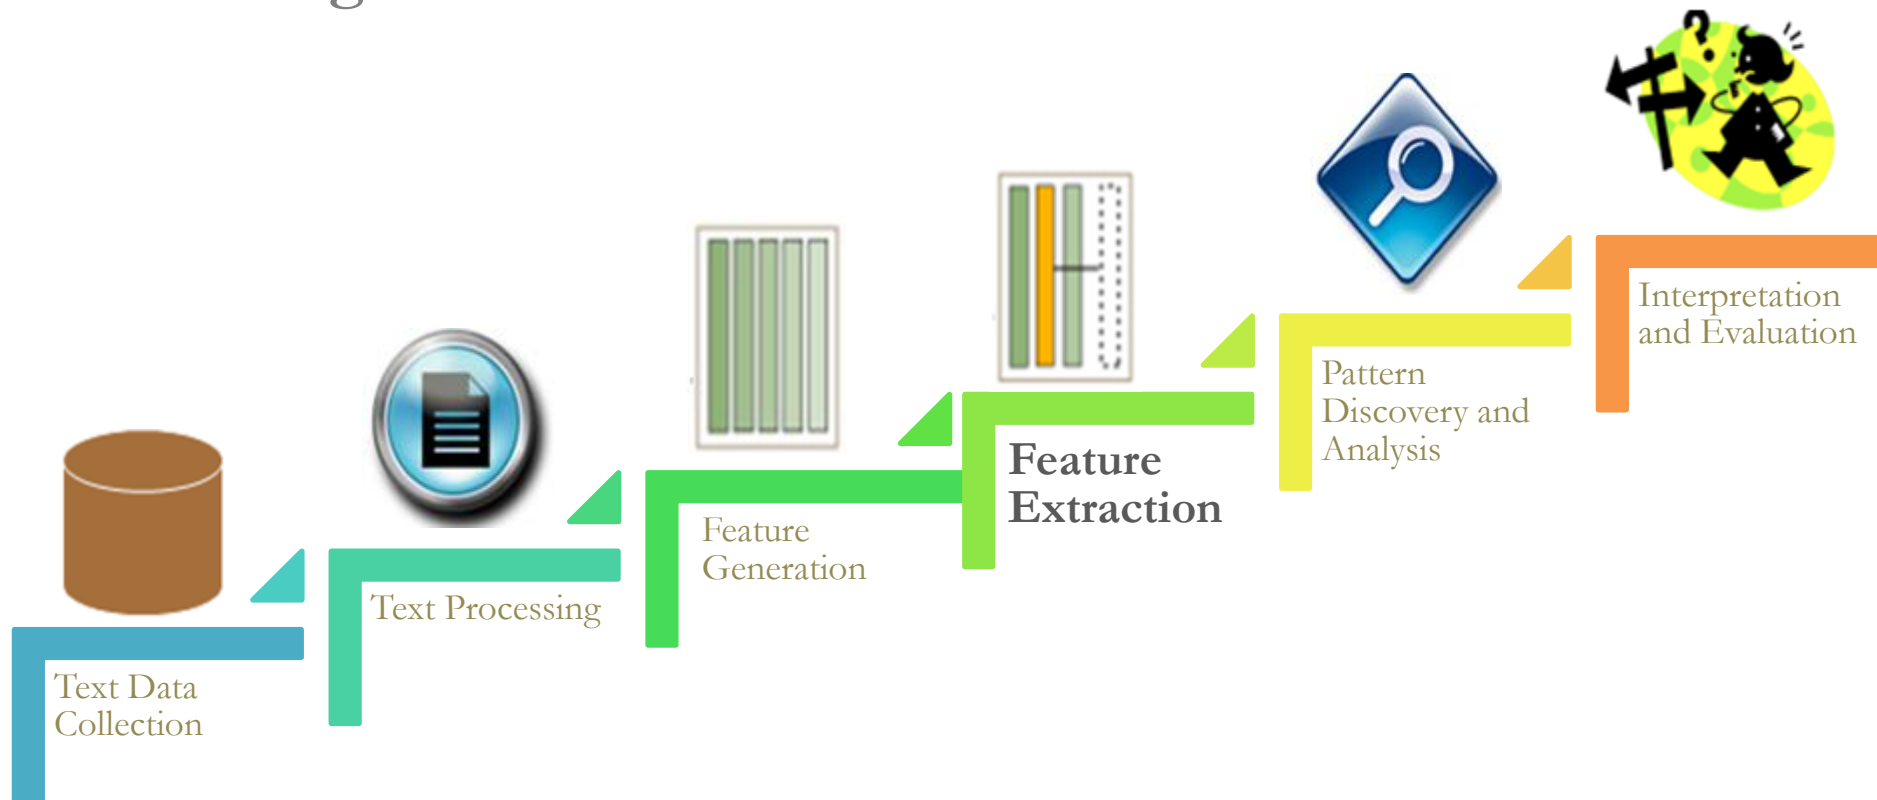 Text Data
Collection
Text Processing
Feature
Generation
Feature
Extraction
Pattern
Discovery and
Analysis
Interpretation
and Evaluation